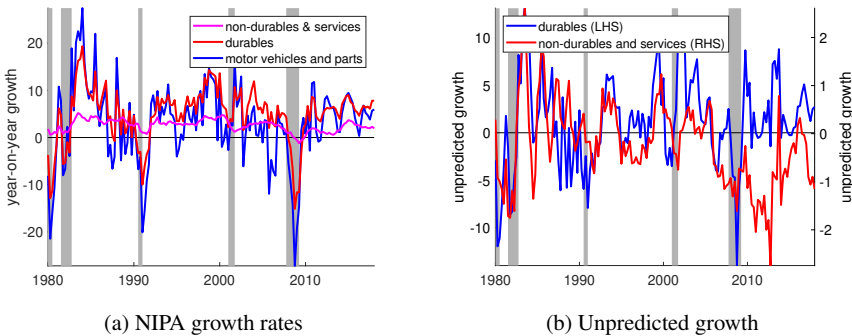 non-durables & services
durables
motor vehicles and parts
year-on-year growth
20
10
0
-10
-20
1980
1990
2000
2010
(a) NIPA growth rates
durables (LHS)
non-durables and services (RHS)
unpredicted growth
10
5
0
-5
-10
2
1
0
-1
-2
unpredicted growth
1980
1990
2000
2010
(b) Unpredicted growth